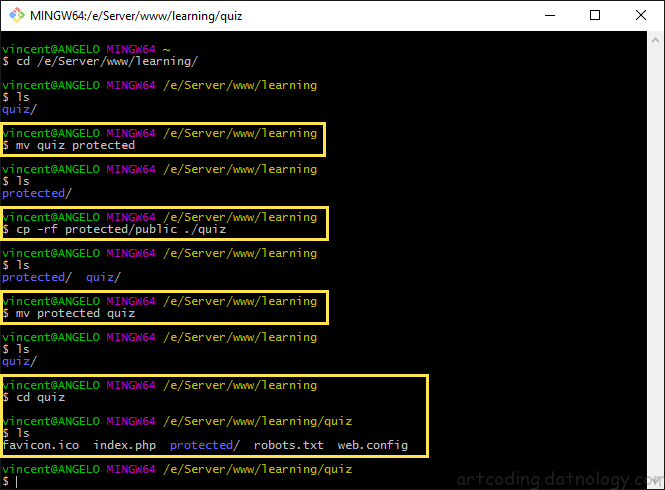 MINGW64:/e/Server/www/learning/quiz
vincent@ANGELO MINGW64 ~
$ cd /e/Server/www/learning/
vincent@ANGELO MINGW64 /e/Server/www/learning
$ ls
quiz/
vincent@ANGELO MINGW64 /e/Server/www/learning
$ mv quiz protected
vincent@ANGELO MINGW64 /e/Server/www/learning
$ ls
protected/
vincent@ANGELO MINGW64 /e/Server/www/learning
$ cp -rf protected/public ./quiz
vincent@ANGELO MINGW64 /e/Server/www/learning
$ ls
protected/  quiz/
vincent@ANGELO MINGW64 /e/Server/www/learning
$ mv protected quiz
vincent@ANGELO MINGW64 /e/Server/www/learning
$ ls
quiz/
vincent@ANGELO MINGW64 /e/Server/www/learning
$ cd quiz
vincent@ANGELO MINGW64 /e/Server/www/learning/quiz
$ ls
favicon.ico  index.php  protected/  robots.txt  web.config
vincent@ANGELO MINGW64 /e/Server/www/learning/quiz
$
artcoding.datnology.com